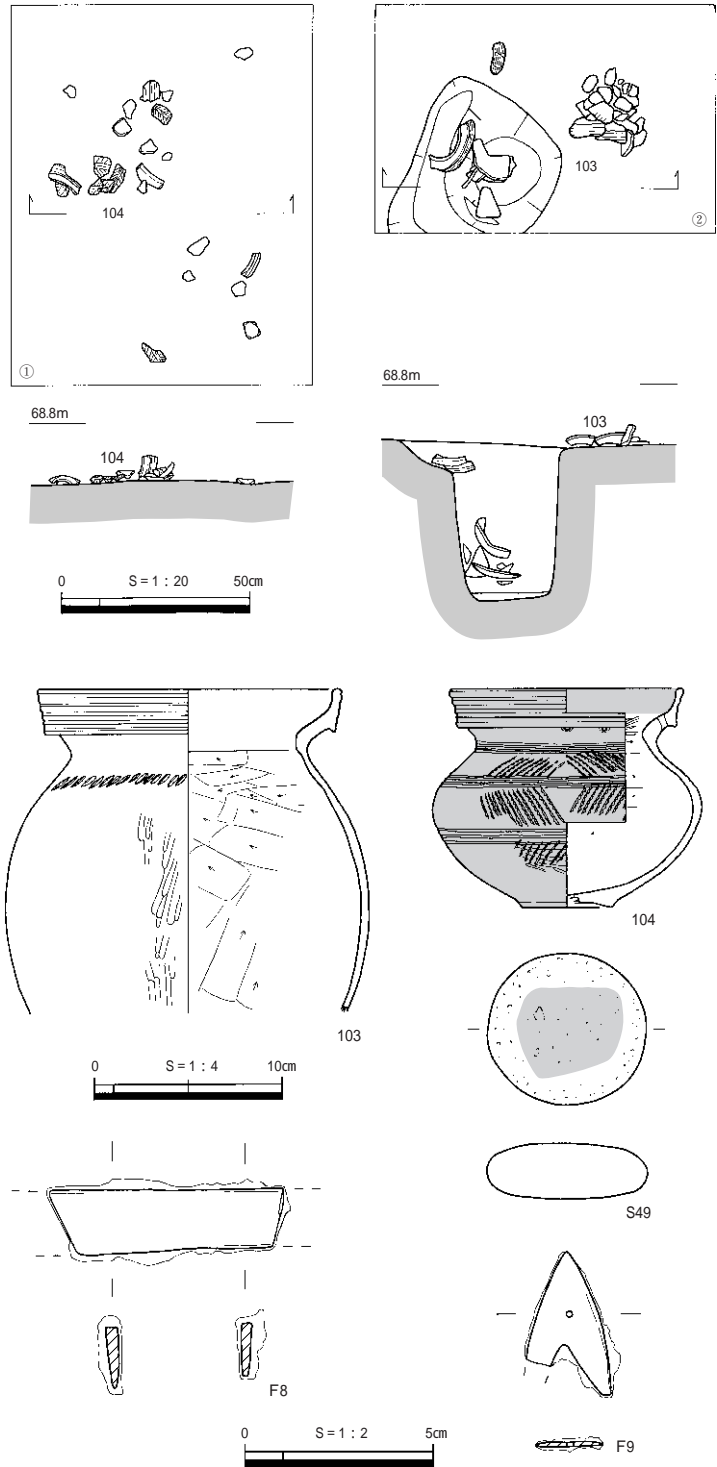 103
104
②
①
68.8m
68.8m
103
104
0 S = 1 : 20 50cm
103
104
0 S = 1 : 4 10cm
S49
F8
0 S = 1 : 2 5cm
F9